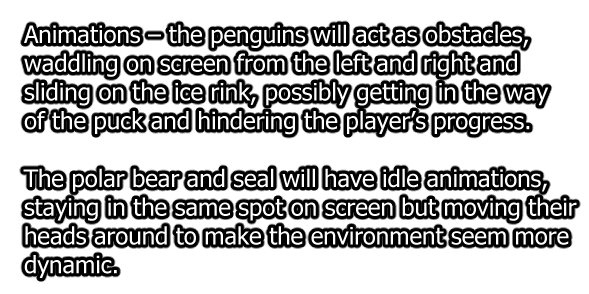 Animations – the penguins will act as obstacles,
waddling on screen from the left and right and
sliding on the ice rink, possibly getting in the way
of the puck and hindering the player’s progress.

The polar bear and seal will have idle animations,
staying in the same spot on screen but moving their
heads around to make the environment seem more
dynamic.